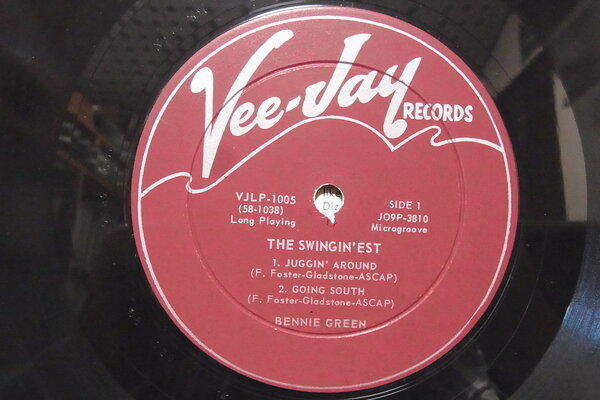 Vee-Jay RECORDS
VJLP-1005
(58-1038)
Long Playing
SIDE 1
JO9P-3810
Microgroove
THE SWINGIN'EST
1. JUGGIN' AROUND
(F. Foster-Gladstone-ASCAP)
2. GOING SOUTH
(F. Foster-Gladstone-ASCAP)
BENNIE GREEN